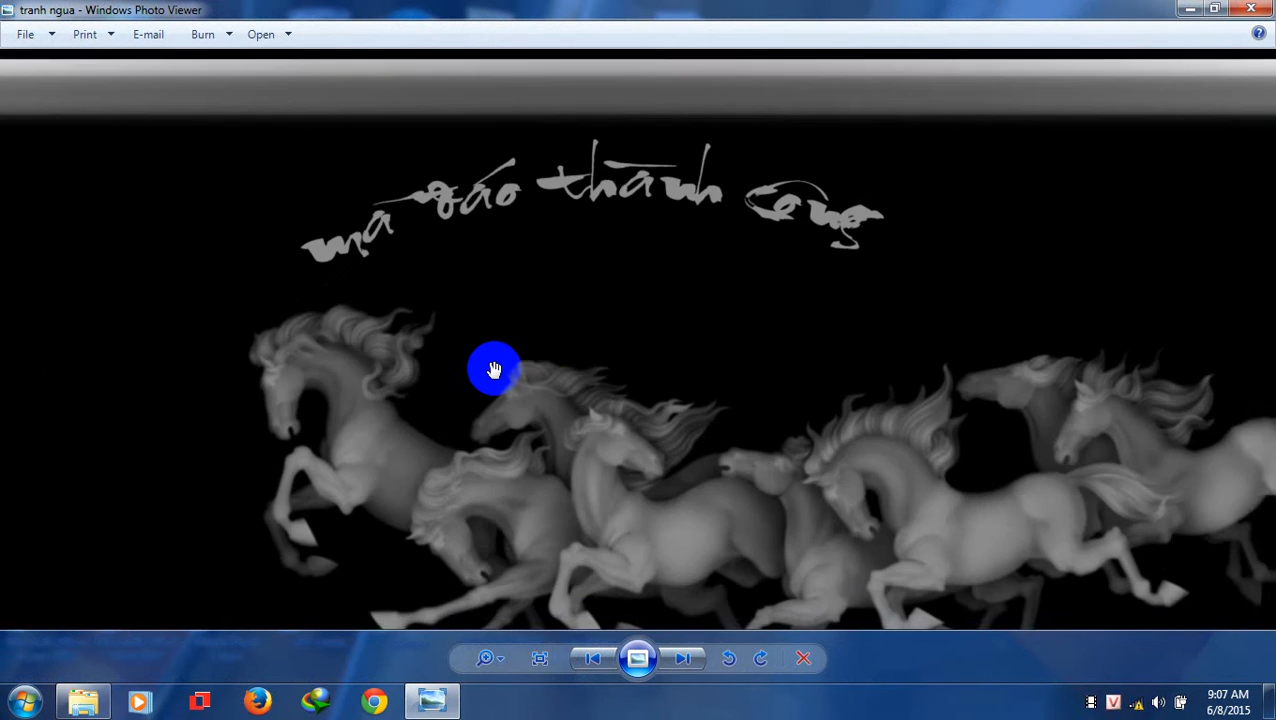 tranh ngua - Windows Photo Viewer
File Print E-mail Burn Open
mã đáo thành công
9:07 AM
6/8/2015